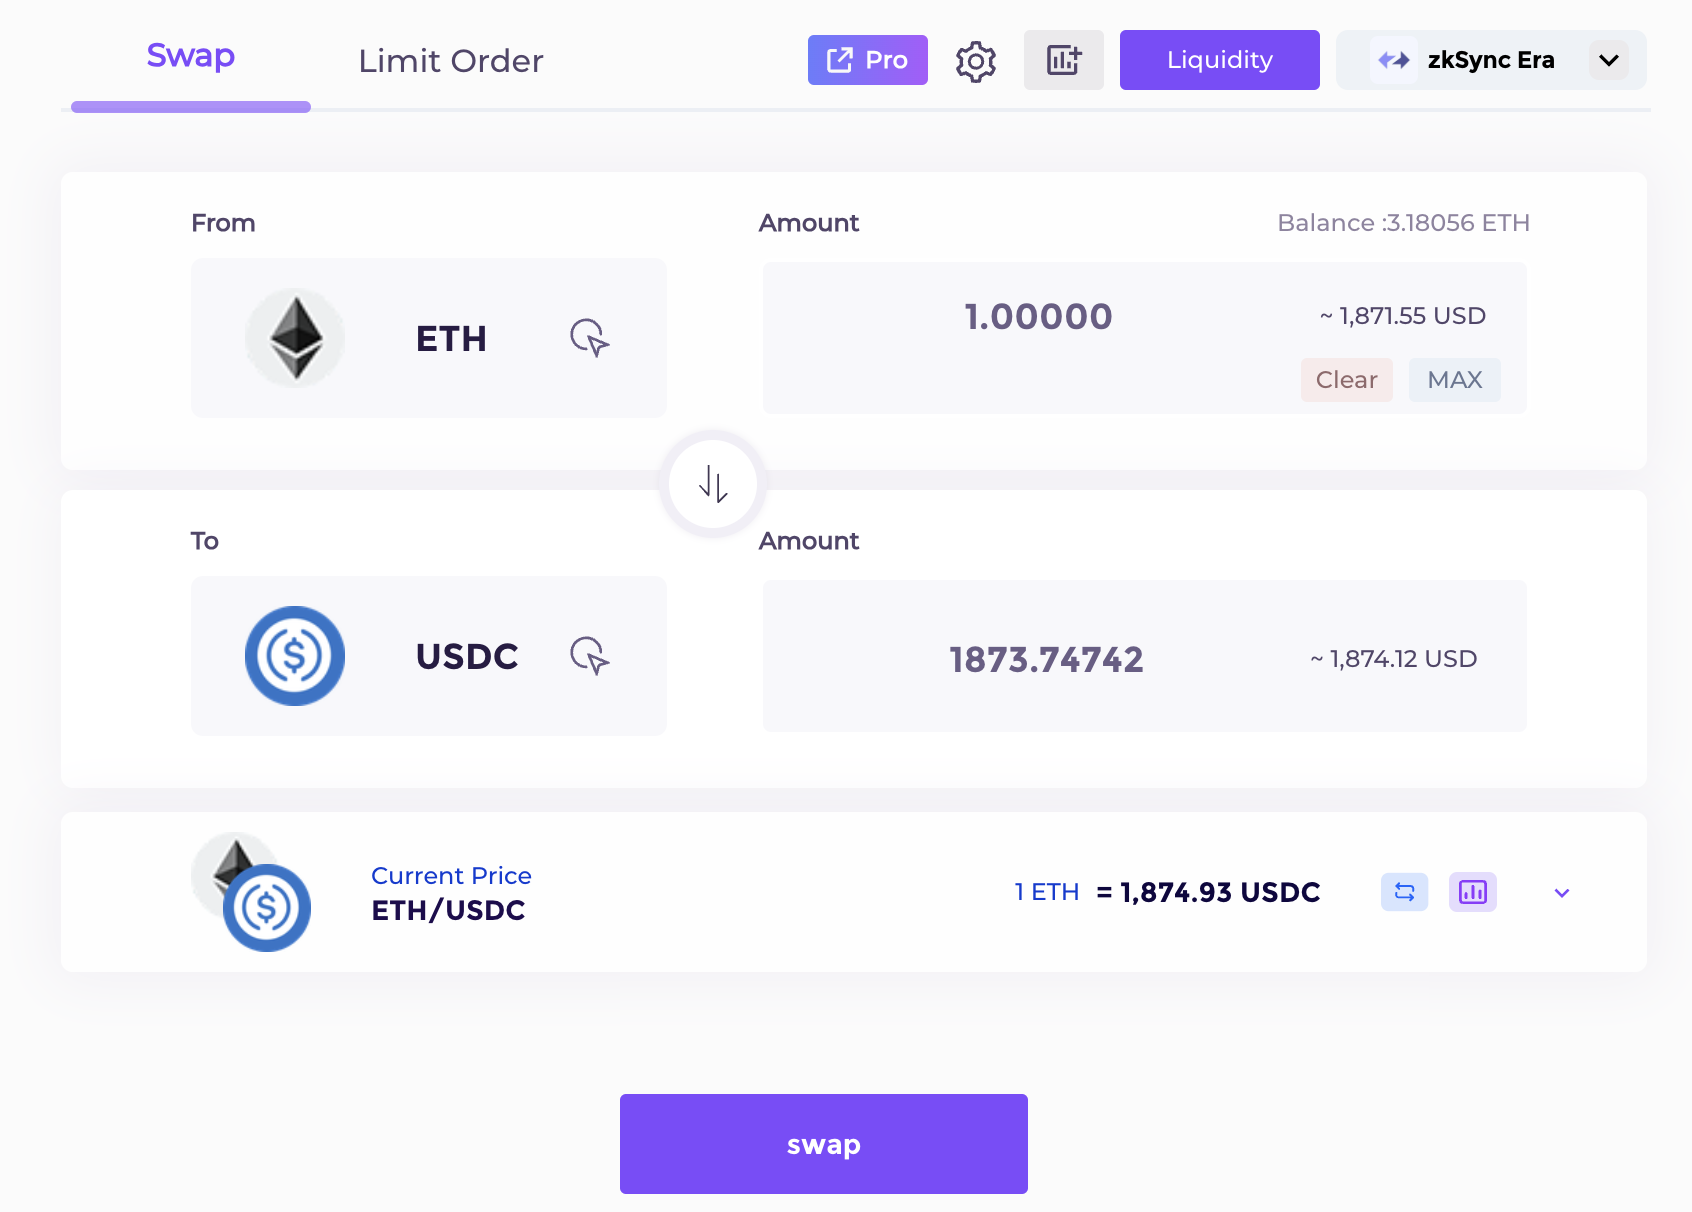 Swap
Limit Order
Pro
Liquidity
zkSync Era
From
Amount
Balance :3.18056 ETH
ETH
1.00000
~ 1,871.55 USD
Clear
MAX
To
Amount
USDC
1873.74742
~ 1,874.12 USD
Current Price
ETH/USDC
1 ETH = 1,874.93 USDC
swap